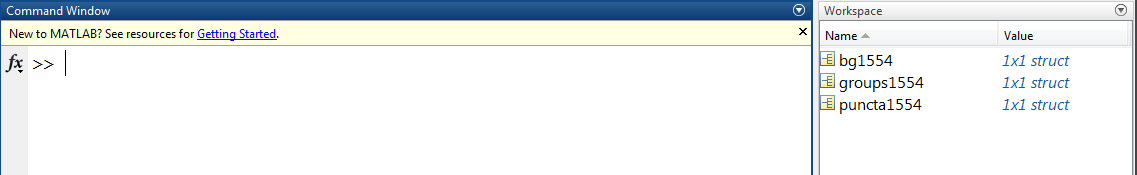 Command Window
New to MATLAB? See resources for Getting Started.
fx >>
Workspace
Name Value
bg1554 1x1 struct
groups1554 1x1 struct
puncta1554 1x1 struct